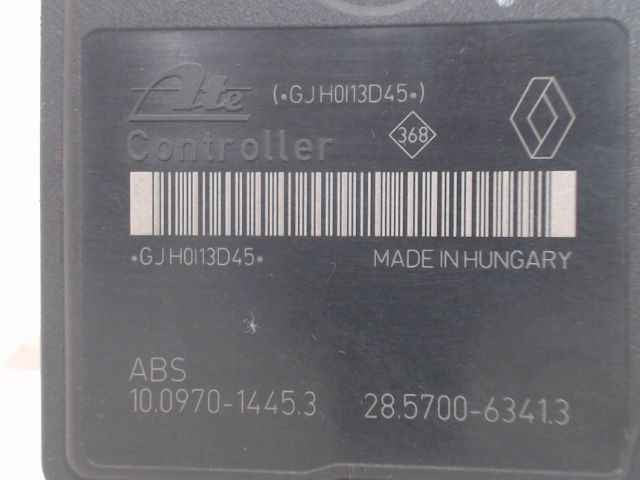 Ate (•GJH0I13D45•)
Controller 368
•GJH0I13D45• MADE IN HUNGARY
ABS
10.0970-1445.3 28.5700-6341.3